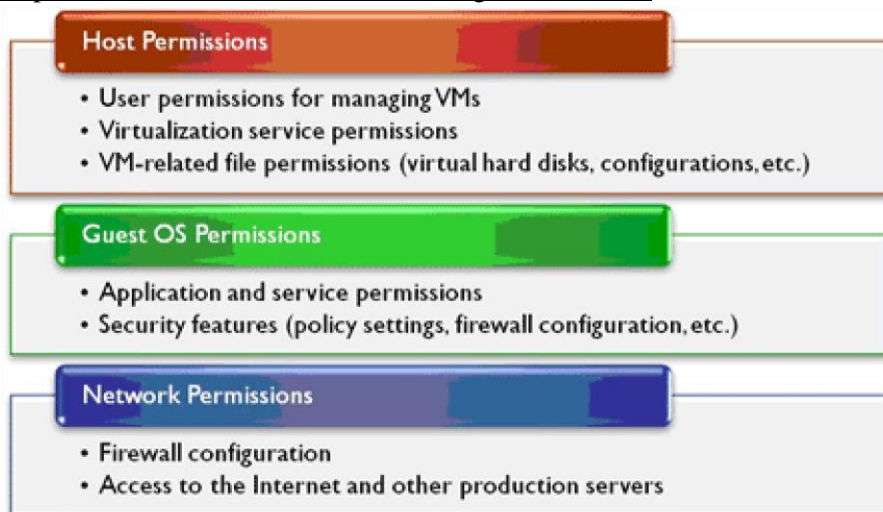 Host Permissions
• User permissions for managing VMs
• Virtualization service permissions
• VM-related file permissions (virtual hard disks, configurations, etc.)
Guest OS Permissions
• Application and service permissions
• Security features (policy settings, firewall configuration, etc.)
Network Permissions
• Firewall configuration
• Access to the Internet and other production servers